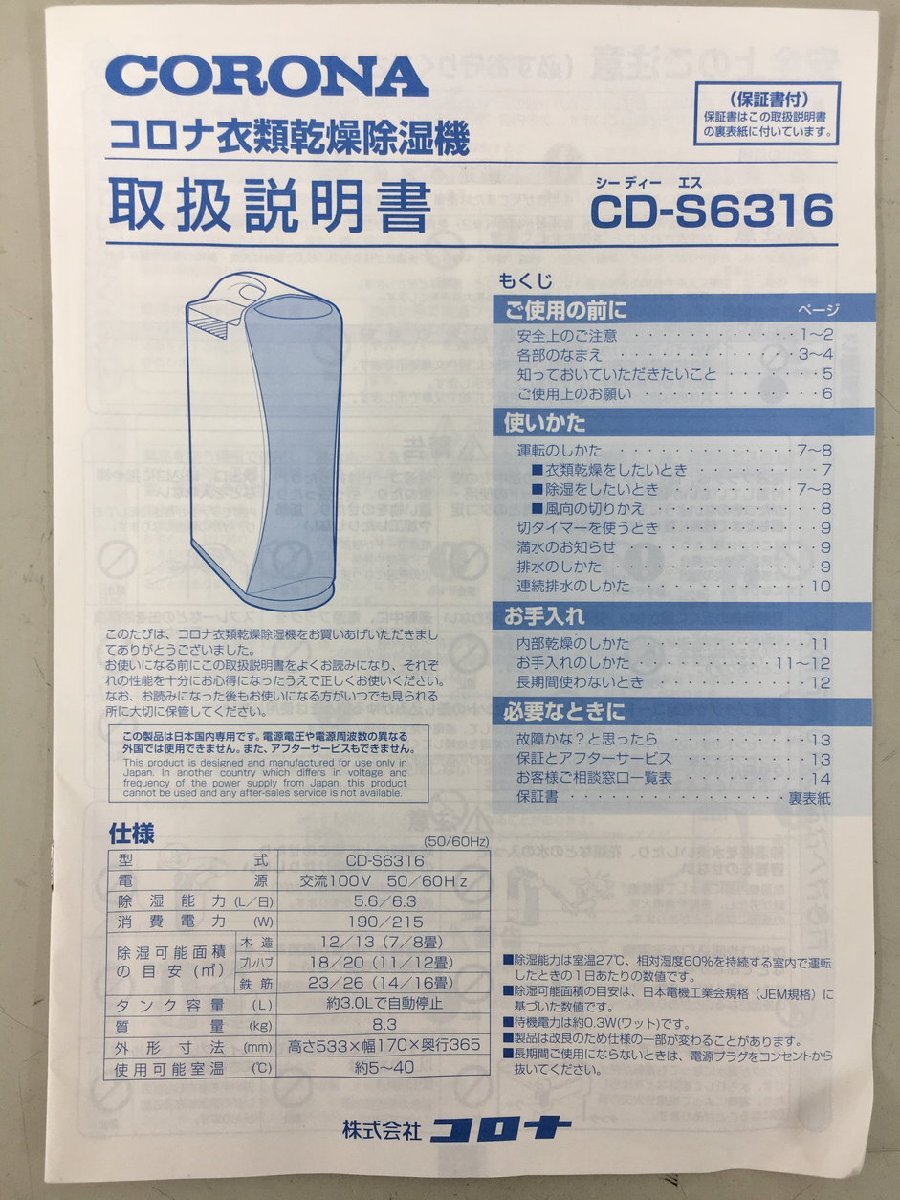 CORONA
コロナ衣類乾燥除湿機
取扱説明書
(保証書付)
保証書はこの取扱説明書
の裏表紙に付いています。
シー ディー エス
CD-S6316
もくじ
ご使用の前に ページ
安全上のご注意 ････････････ 1〜2
各部のなまえ ････････････ 3〜4
知っておいていただきたいこと ･･･････ 5
ご使用上のお願い ････････････ 6
使いかた
運転のしかた ････････････ 7〜8
■衣類乾燥をしたいとき ････････ 7
■除湿をしたいとき ････････ 7〜8
■風向の切りかえ ････････････ 8
切タイマーを使うとき ････････････ 9
満水のお知らせ ････････････ 9
排水のしかた ････････････ 9
連続排水のしかた ････････････ 10
お手入れ
内部乾燥のしかた ････････････ 11
お手入れのしかた ････････････ 11〜12
長期間使わないとき ････････････ 12
必要なときに
故障かな?と思ったら ････････････ 13
保証とアフターサービス ････････････ 13
お客様ご相談窓口一覧表 ････････････ 14
保証書 ････････････ 裏表紙
このたびは、コロナ衣類乾燥除湿機をお買いあげいただきまし
てありがとうございました。
お使いになる前にこの取扱説明書をよくお読みになり、それぞ
れの性能を十分にお心得になったうえで正しくお使いください。
なお、お読みになった後もお使いになる方がいつでも見られる
所に大切に保管してください。
この製品は日本国内専用です。電源電圧や電源周波数の異なる
外国では使用できません。また、アフターサービスもできません。
This product is designed and manufactured for use only in
Japan. In another country which differs in voltage and
frequency of the power supply from Japan, this product
cannot be used and any after-sales service is not available.
仕様 (50/60Hz)
型式 CD-S6316
電源 交流100V 50/60Hz
除湿能力(L/日) 5.6/6.3
消費電力(W) 190/215
除湿可能面積の目安(㎡) 木造 12/13(7/8畳)
プレハブ 18/20(11/12畳)
鉄筋 23/26(14/16畳)
タンク容量(L) 約3.0Lで自動停止
質量(kg) 8.3
外形寸法(mm) 高さ533×幅170×奥行365
使用可能室温(℃) 約5〜40
■除湿能力は室温27℃、相対湿度60%を持続する室内で運転
したときの1日あたりの数値です。
■除湿可能面積の目安は、日本電機工業会規格(JEM規格)に
基づいた数値です。
■待機電力は約0.3W(ワット)です。
■製品は改良のため仕様の一部が変わることがあります。
■長期間ご使用にならないときは、電源プラグをコンセントから
抜いてください。
株式会社 コロナ